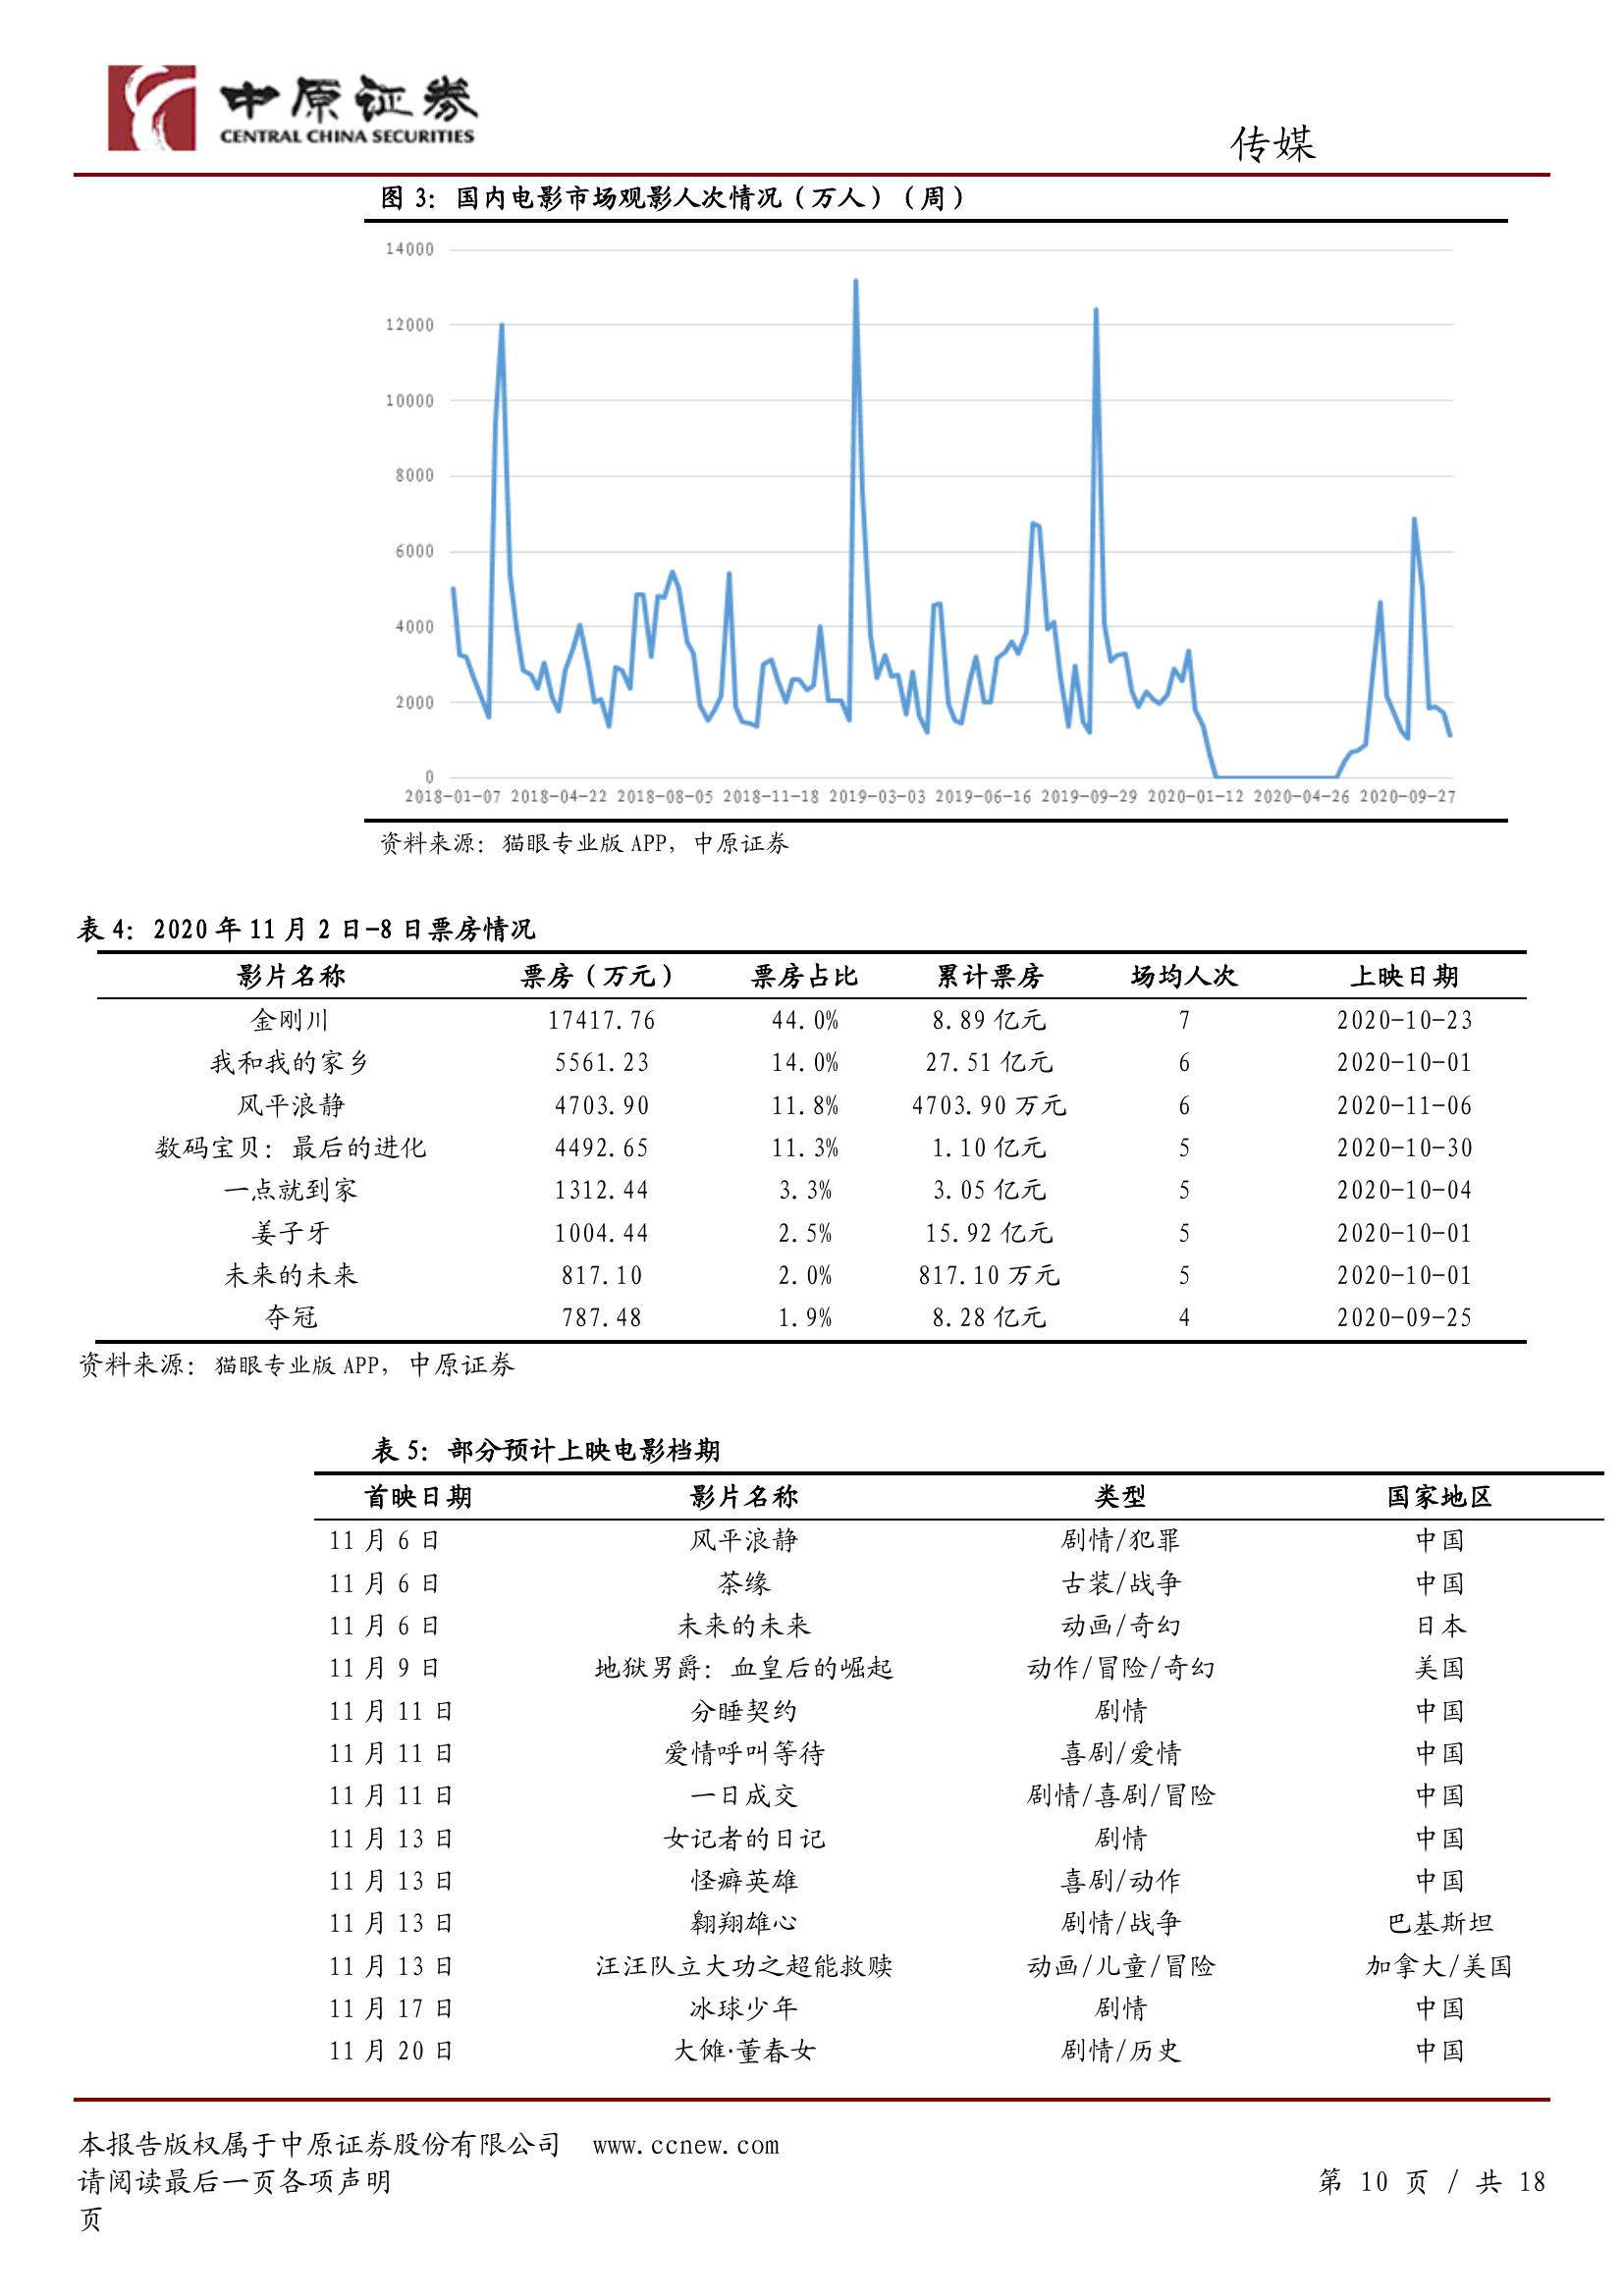 中原证券
CENTRAL CHINA SECURITIES
传媒
图 3：国内电影市场观影人次情况（万人）（周）
14000
12000
10000
8000
6000
4000
2000
0
2018-01-07 2018-04-22 2018-08-05 2018-11-18 2019-03-03 2019-06-16 2019-09-29 2020-01-12 2020-04-26 2020-09-27
资料来源：猫眼专业版 APP，中原证券
表 4：2020 年 11 月 2 日-8 日票房情况
影片名称 票房（万元） 票房占比 累计票房 场均人次 上映日期
金刚川 17417.76 44.0% 8.89 亿元 7 2020-10-23
我和我的家乡 5561.23 14.0% 27.51 亿元 6 2020-10-01
风平浪静 4703.90 11.8% 4703.90 万元 6 2020-11-06
数码宝贝：最后的进化 4492.65 11.3% 1.10 亿元 5 2020-10-30
一点就到家 1312.44 3.3% 3.05 亿元 5 2020-10-04
姜子牙 1004.44 2.5% 15.92 亿元 5 2020-10-01
未来的未来 817.10 2.0% 817.10 万元 5 2020-10-01
夺冠 787.48 1.9% 8.28 亿元 4 2020-09-25
资料来源：猫眼专业版 APP，中原证券
表 5：部分预计上映电影档期
首映日期 影片名称 类型 国家地区
11 月 6 日 风平浪静 剧情/犯罪 中国
11 月 6 日 茶缘 古装/战争 中国
11 月 6 日 未来的未来 动画/奇幻 日本
11 月 9 日 地狱男爵：血皇后的崛起 动作/冒险/奇幻 美国
11 月 11 日 分睡契约 剧情 中国
11 月 11 日 爱情呼叫等待 喜剧/爱情 中国
11 月 11 日 一日成交 剧情/喜剧/冒险 中国
11 月 13 日 女记者的日记 剧情 中国
11 月 13 日 怪癖英雄 喜剧/动作 中国
11 月 13 日 翱翔雄心 剧情/战争 巴基斯坦
11 月 13 日 汪汪队立大功之超能救赎 动画/儿童/冒险 加拿大/美国
11 月 17 日 冰球少年 剧情 中国
11 月 20 日 大傩·董春女 剧情/历史 中国
本报告版权属于中原证券股份有限公司 www.ccnew.com
请阅读最后一页各项声明 第 10 页 / 共 18
页